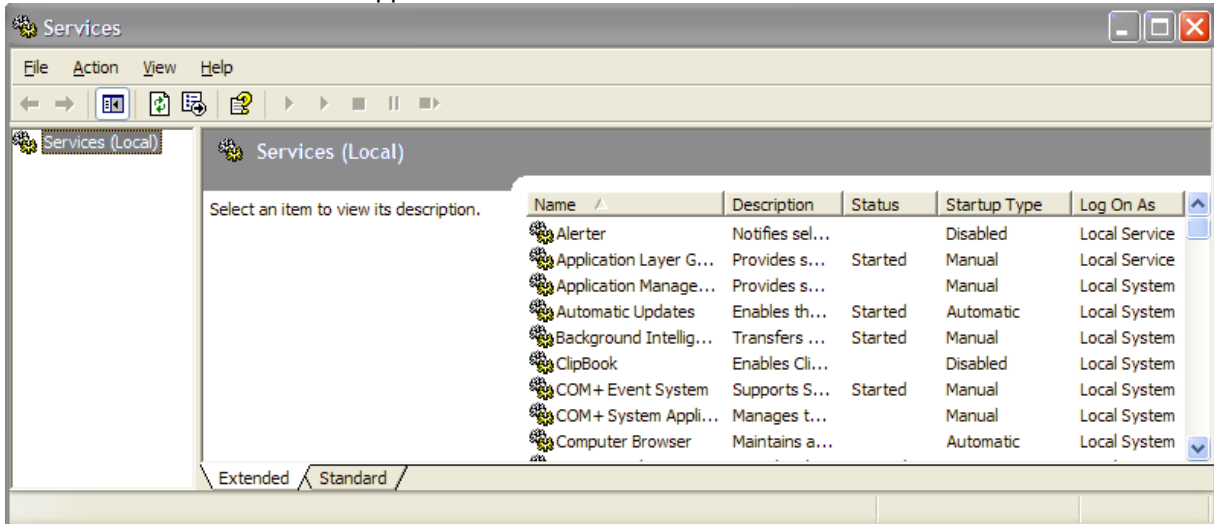 Services
File Action View Help
Services (Local)
Services (Local)
Select an item to view its description.
Name Description Status Startup Type Log On As
Alerter Notifies sel... Disabled Local Service
Application Layer G... Provides s... Started Manual Local Service
Application Manage... Provides s... Manual Local System
Automatic Updates Enables th... Started Automatic Local System
Background Intellig... Transfers ... Started Manual Local System
ClipBook Enables Cli... Disabled Local System
COM+ Event System Supports S... Started Manual Local System
COM+ System Appli... Manages t... Manual Local System
Computer Browser Maintains a... Automatic Local System
Extended Standard